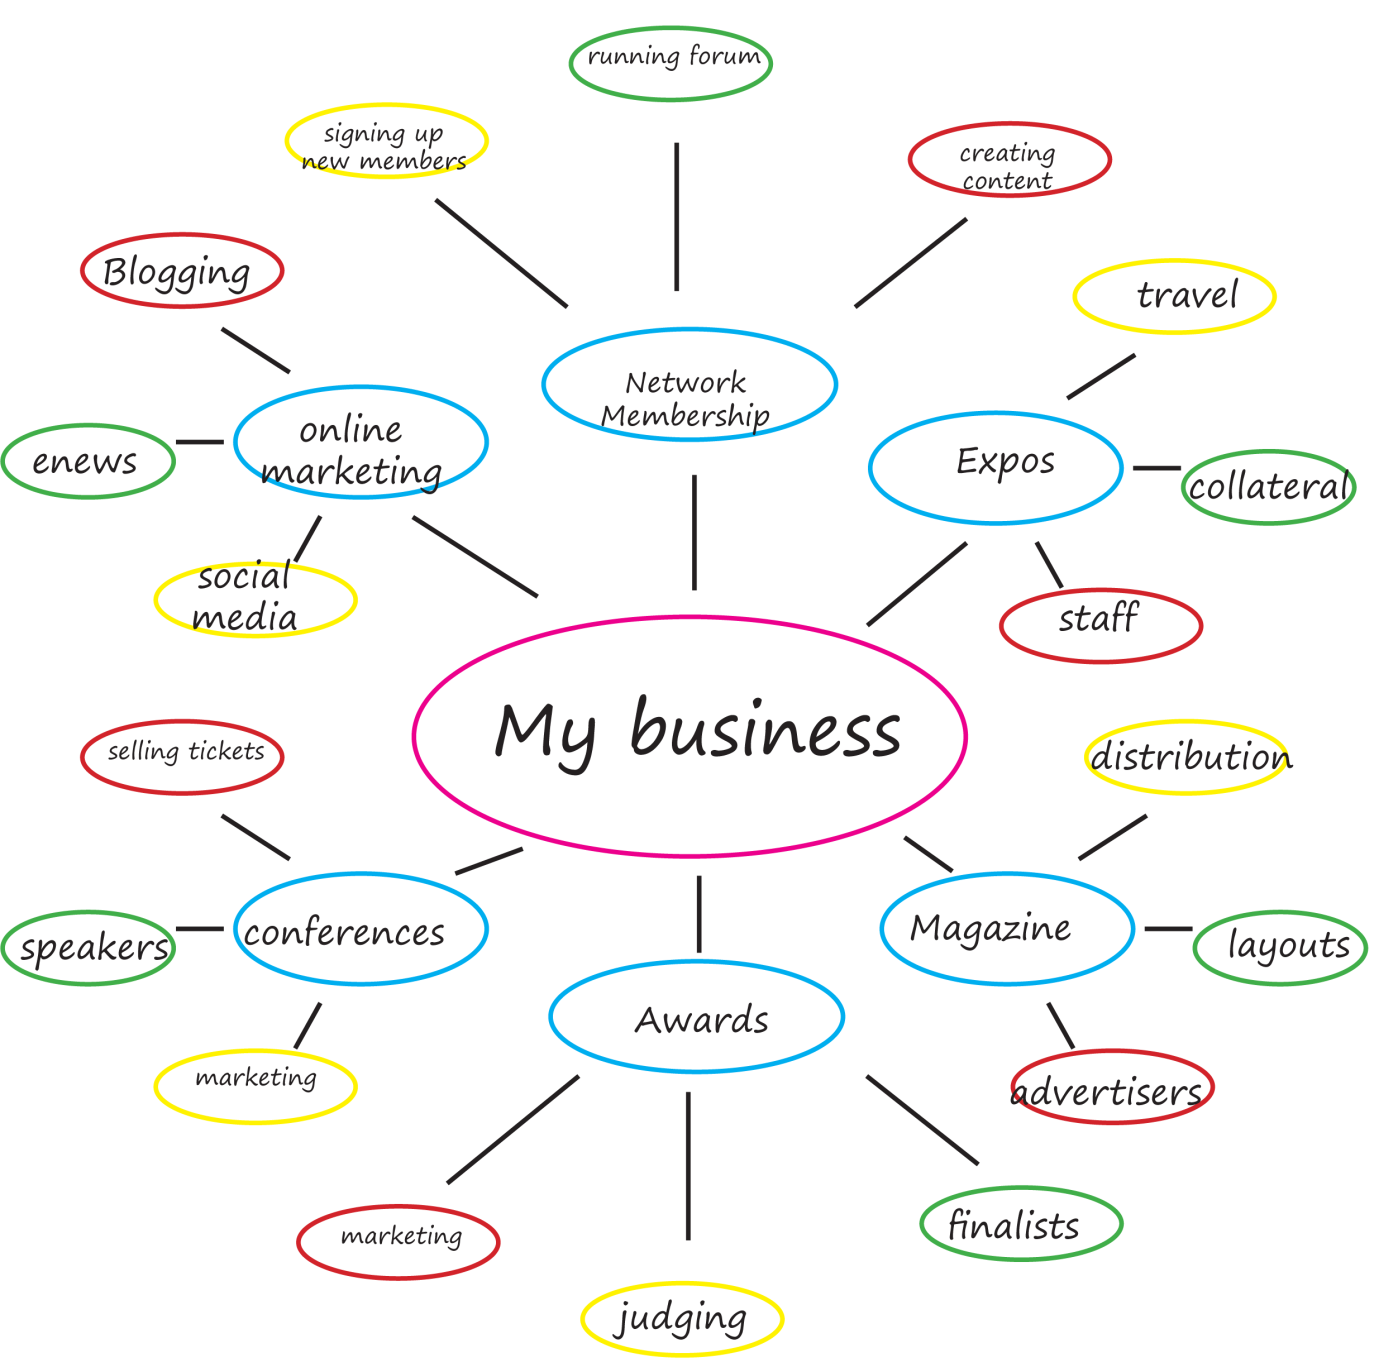 running forum
signing up
new members
creating
content
Blogging
travel
Network
Membership
online
marketing
enews
Expos
collateral
social
media
staff
My business
selling tickets
distribution
speakers
conferences
Magazine
layouts
Awards
marketing
advertisers
marketing
finalists
judging